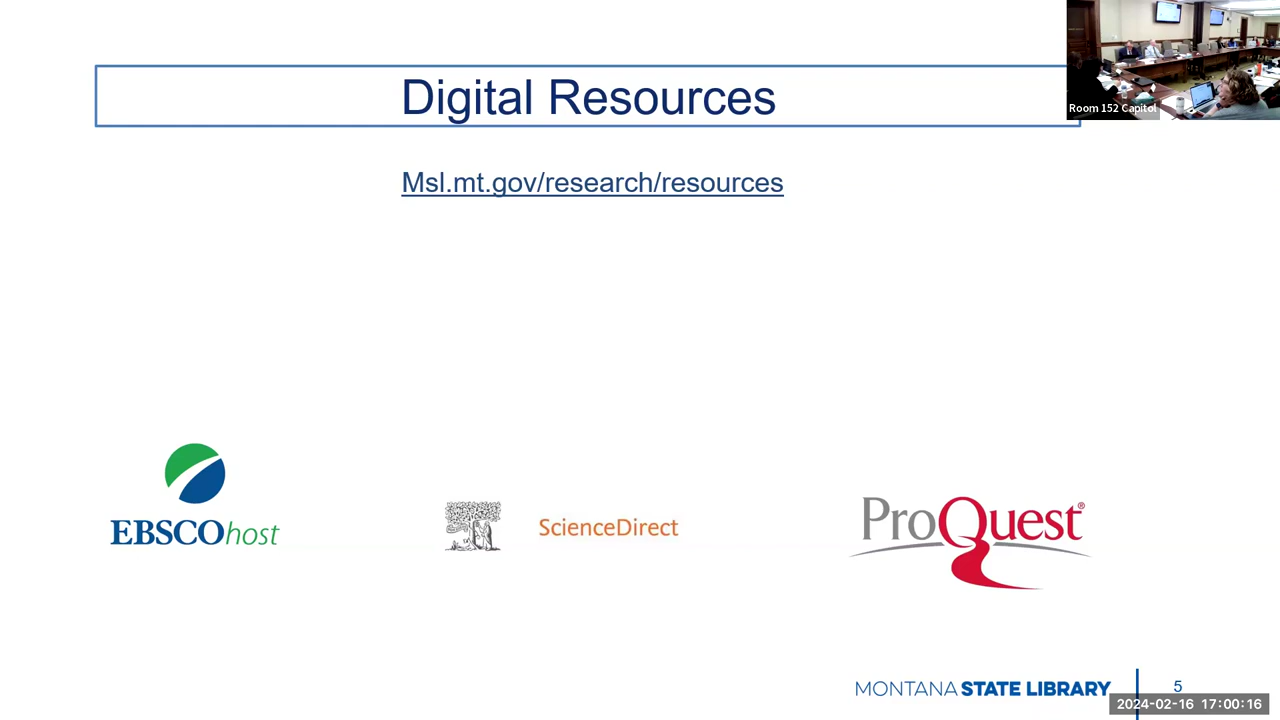 Digital Resources
Room 152 Capitol
Msl.mt.gov/research/resources
EBSCOhost
ScienceDirect
ProQuest®
MONTANA STATE LIBRARY
5
2024-02-16 17:00:16